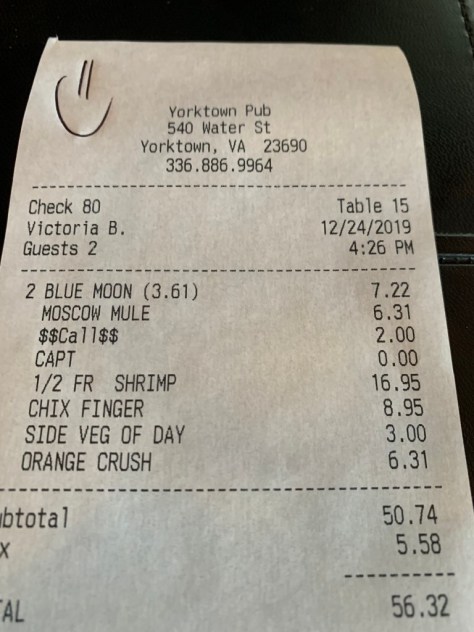 Yorktown Pub
540 Water St
Yorktown, VA 23690
336.886.9964
Check 80 Table 15
Victoria B. 12/24/2019
Guests 2 4:26 PM
2 BLUE MOON (3.61) 7.22
MOSCOW MULE 6.31
$$Call$$ 2.00
CAPT 0.00
1/2 FR SHRIMP 16.95
CHIX FINGER 8.95
SIDE VEG OF DAY 3.00
ORANGE CRUSH 6.31
ubtotal 50.74
x 5.58
TAL 56.32